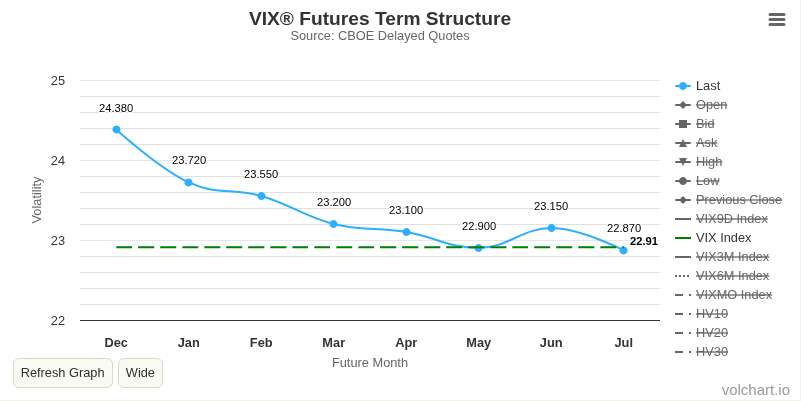 VIX® Futures Term Structure
Source: CBOE Delayed Quotes
25
24
23
22
Volatility
24.380
23.720
23.550
23.200
23.100
22.900
23.150
22.870
22.91
Dec Jan Feb Mar Apr May Jun Jul
Future Month
Last
Open
Bid
Ask
High
Low
Previous Close
VIX9D Index
VIX Index
VIX3M Index
VIX6M Index
VIXMO Index
HV10
HV20
HV30
Refresh Graph Wide
volchart.io